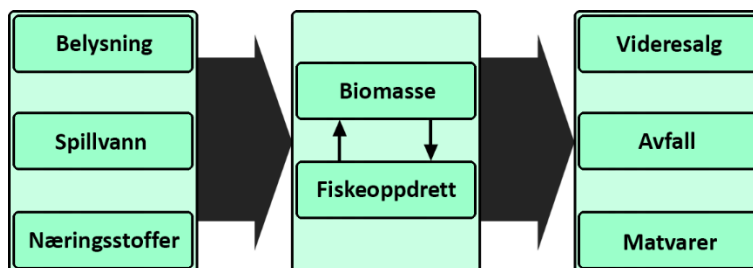 Belysning
Spillvann
Næringsstoffer
Biomasse
Fiskeoppdrett
Videresalg
Avfall
Matvarer